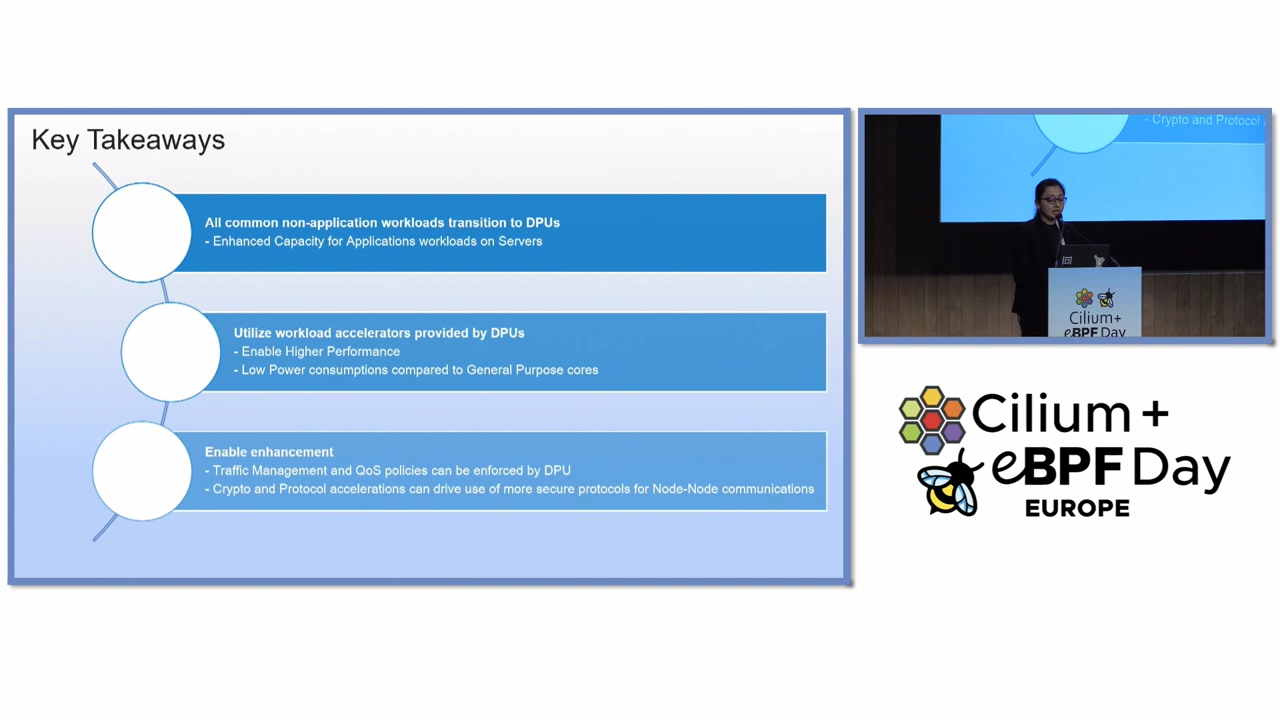 Key Takeaways
All common non-application workloads transition to DPUs
- Enhanced Capacity for Applications workloads on Servers
Utilize workload accelerators provided by DPUs
- Enable Higher Performance
- Low Power consumptions compared to General Purpose cores
Enable enhancement
- Traffic Management and QoS policies can be enforced by DPU
- Crypto and Protocol accelerations can drive use of more secure protocols for Node-Node communications
- Crypto and Protocol
Cilium+
eBPF Day
Cilium +
eBPF Day
EUROPE